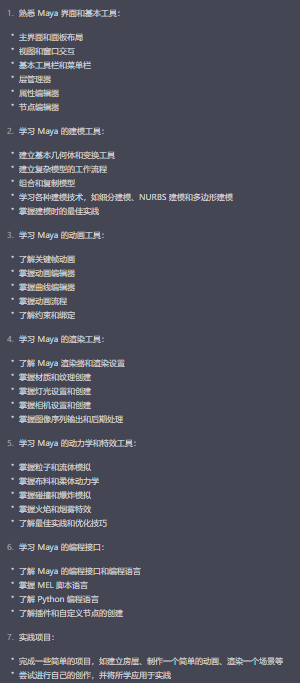 1. 熟悉 Maya 界面和基本工具：
• 主界面和面板布局
• 视图和窗口交互
• 基本工具栏和菜单栏
• 层管理器
• 属性编辑器
• 节点编辑器
2. 学习 Maya 的建模工具：
• 建立基本几何体和变换工具
• 建立复杂模型的工作流程
• 组合和复制模型
• 学习各种建模技术，如细分建模、NURBS 建模和多边形建模
• 掌握建模时的最佳实践
3. 学习 Maya 的动画工具：
• 了解关键帧动画
• 掌握动画编辑器
• 掌握曲线编辑器
• 掌握动画流程
• 了解约束和绑定
4. 学习 Maya 的渲染工具：
• 了解 Maya 渲染器和渲染设置
• 掌握材质和纹理创建
• 掌握灯光设置和创建
• 掌握相机设置和创建
• 掌握图像序列输出和后期处理
5. 学习 Maya 的动力学和特效工具：
• 掌握粒子和流体模拟
• 掌握布料和柔体动力学
• 掌握碰撞和爆炸模拟
• 掌握火焰和烟雾特效
• 了解最佳实践和优化技巧
6. 学习 Maya 的编程接口：
• 了解 Maya 的编程接口和编程语言
• 掌握 MEL 脚本语言
• 了解 Python 编程语言
• 了解插件和自定义节点的创建
7. 实践项目：
• 完成一些简单的项目，如建立房屋、制作一个简单的动画、渲染一个场景等
• 尝试进行自己的创作，并将所学应用于实践